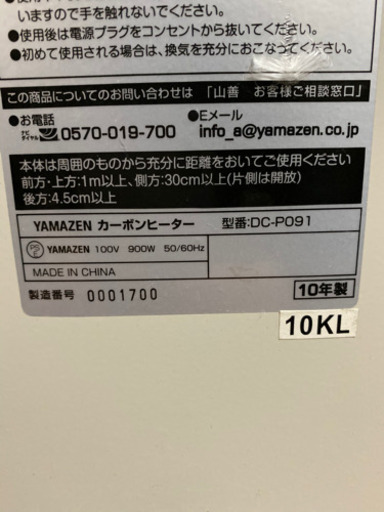 いますので手を触れないでください。
●使用後は電源プラグをコンセントから抜いてください。
●初めて使用される場合は、換気を充分におこなってください。
この商品についてのお問い合わせは 「山善 お客様ご相談窓口」
●お電話 ●Eメール
ナビダイヤル 0570-019-700 info_a@yamazen.co.jp
本体は周囲のものから充分に距離をおいてご使用ください
前方・上方:1m以上、側方:30cm以上(片側は開放)
後方:4.5cm以上
YAMAZEN カーボンヒーター 型番:DC-P091
PSE YAMAZEN 100V 900W 50/60Hz
MADE IN CHINA
製造番号 0001700 10年製
10KL